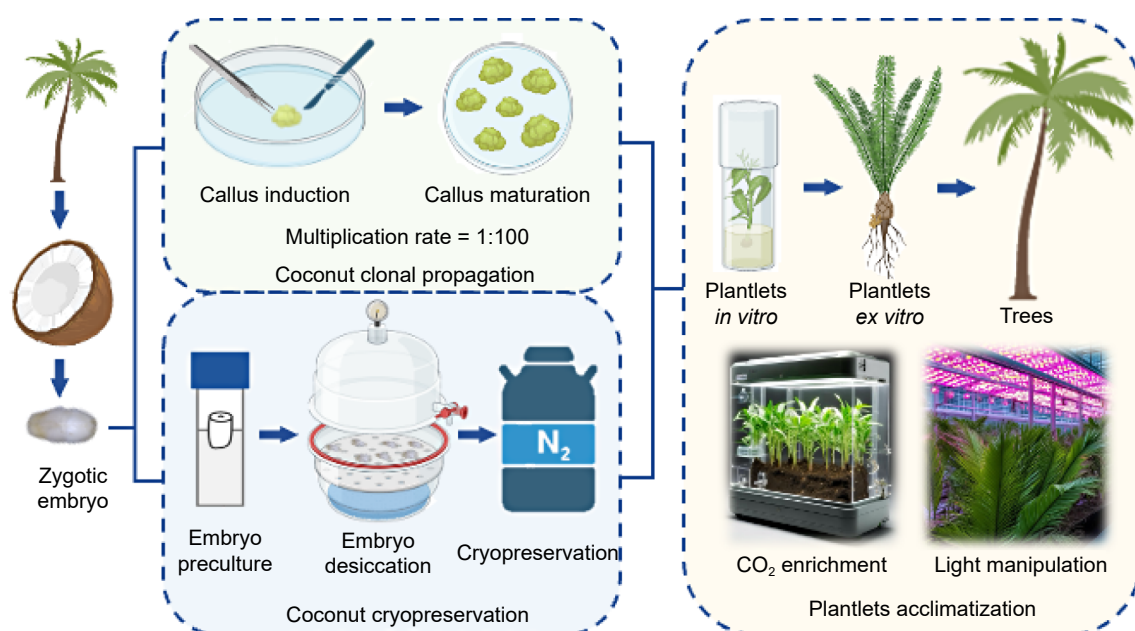 Zygotic
embryo
Callus induction
Callus maturation
Multiplication rate = 1:100
Coconut clonal propagation
N₂
Embryo
preculture
Embryo
desiccation
Cryopreservation
Coconut cryopreservation
Plantlets
in vitro
Plantlets
ex vitro
Trees
CO₂ enrichment
Light manipulation
Plantlets acclimatization